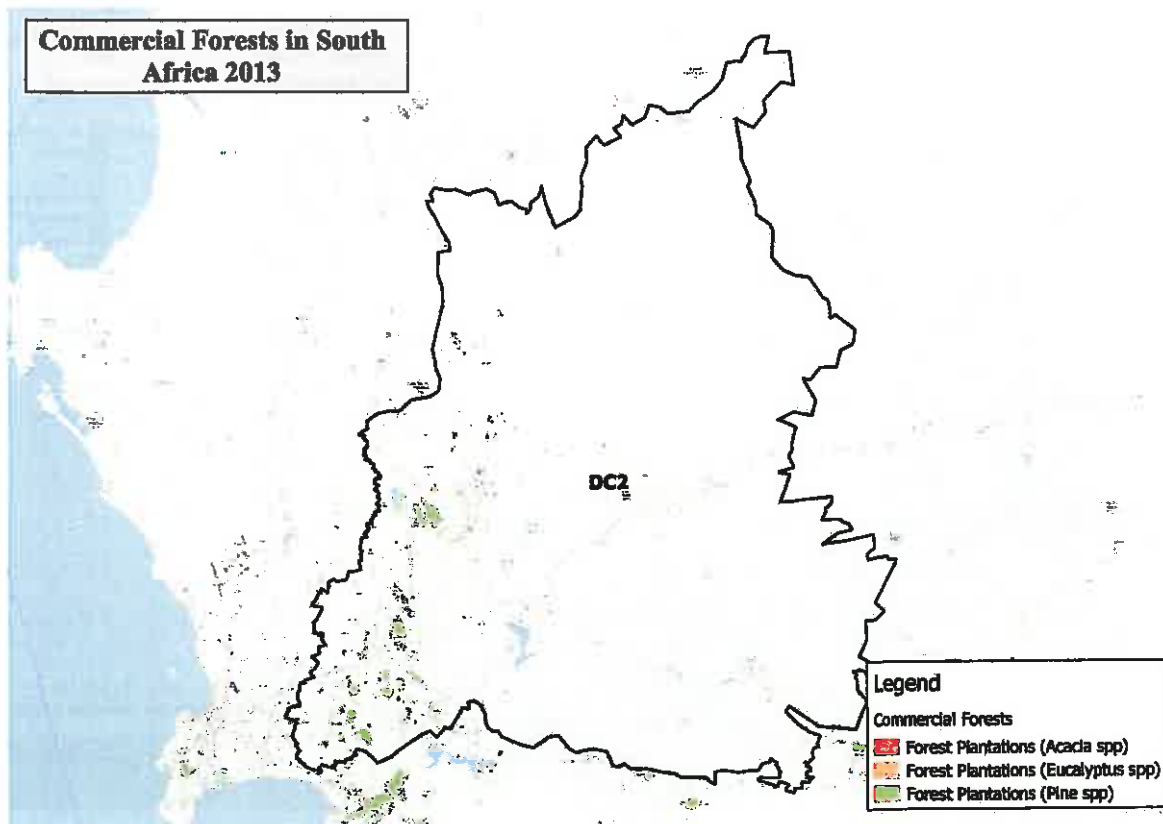 Commercial Forests in South
Africa 2013
DC2
Legend
Commercial Forests
Forest Plantations (Acacia spp)
Forest Plantations (Eucalyptus spp)
Forest Plantations (Pine spp)